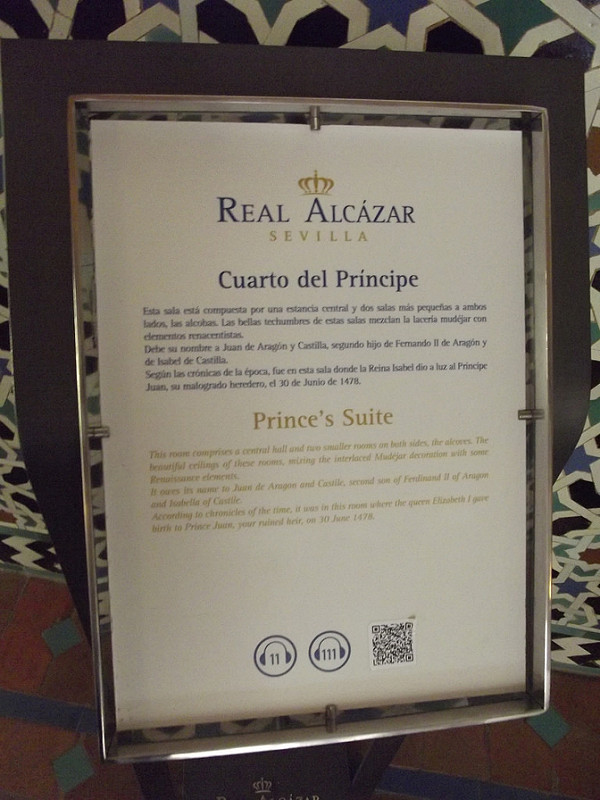 REAL ALCÁZAR
SEVILLA
Cuarto del Príncipe
Esta sala está compuesta por una estancia central y dos salas más pequeñas a ambos
lados, las alcobas. Las bellas techumbres de estas salas mezclan la lacería mudéjar con
elementos renacentistas.
Debe su nombre a Juan de Aragón y Castilla, segundo hijo de Fernando II de Aragón y
de Isabel de Castilla.
Según las crónicas de la época, fue en esta sala donde la Reina Isabel dio a luz al Príncipe
Juan, su malogrado heredero, el 30 de Junio de 1478.
Prince's Suite
This room comprises a central hall and two smaller rooms on both sides, the alcoves. The
beautiful ceilings of these rooms, mixing the interlaced Mudéjar decoration with some
Renaissance elements.
It owes its name to Juan de Aragon and Castile, second son of Ferdinand II of Aragon
and Isabella of Castile.
According to chronicles of the time, it was in this room where the queen Elizabeth I gave
birth to Prince Juan, your ruined heir, on 30 June 1478.
11 111
REAL ALCÁZAR